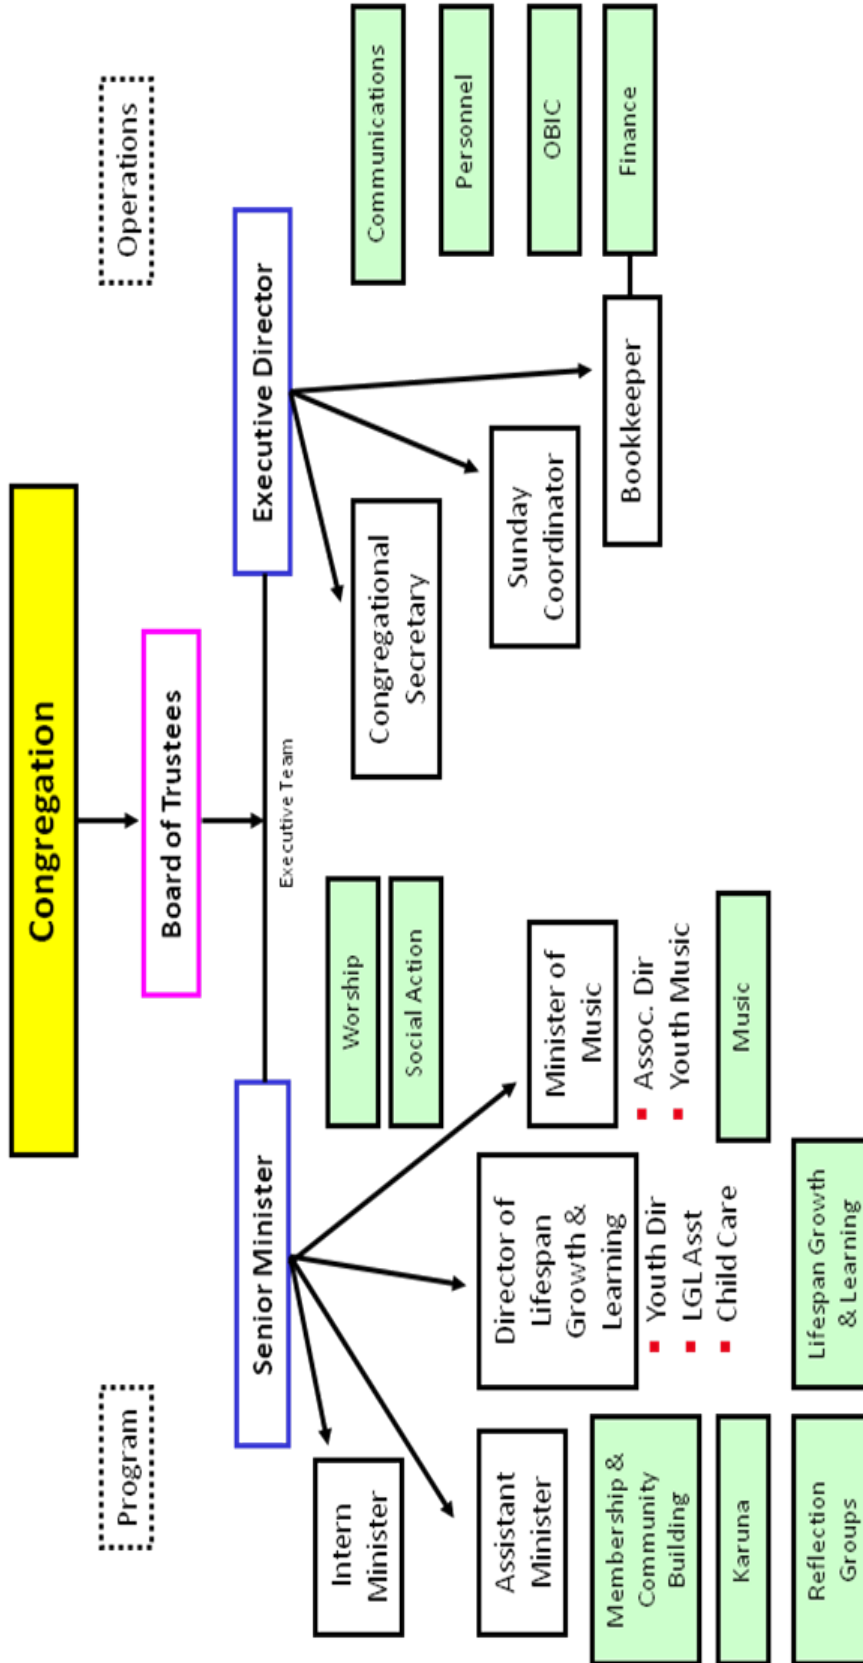 Congregation
Program
Operations
Board of Trustees
Senior Minister
Executive Director
Executive Team
Intern
Minister
Worship
Social Action
Congregational
Secretary
Communications
Personnel
Assistant
Minister
Director of
Lifespan
Growth &
Learning
Minister of
Music
Sunday
Coordinator
OBIC
Bookkeeper
Finance
Membership &
Community
Building
Youth Dir
LGL Asst
Child Care
Assoc. Dir
Youth Music
Karuna
Music
Reflection
Groups
Lifespan Growth
& Learning